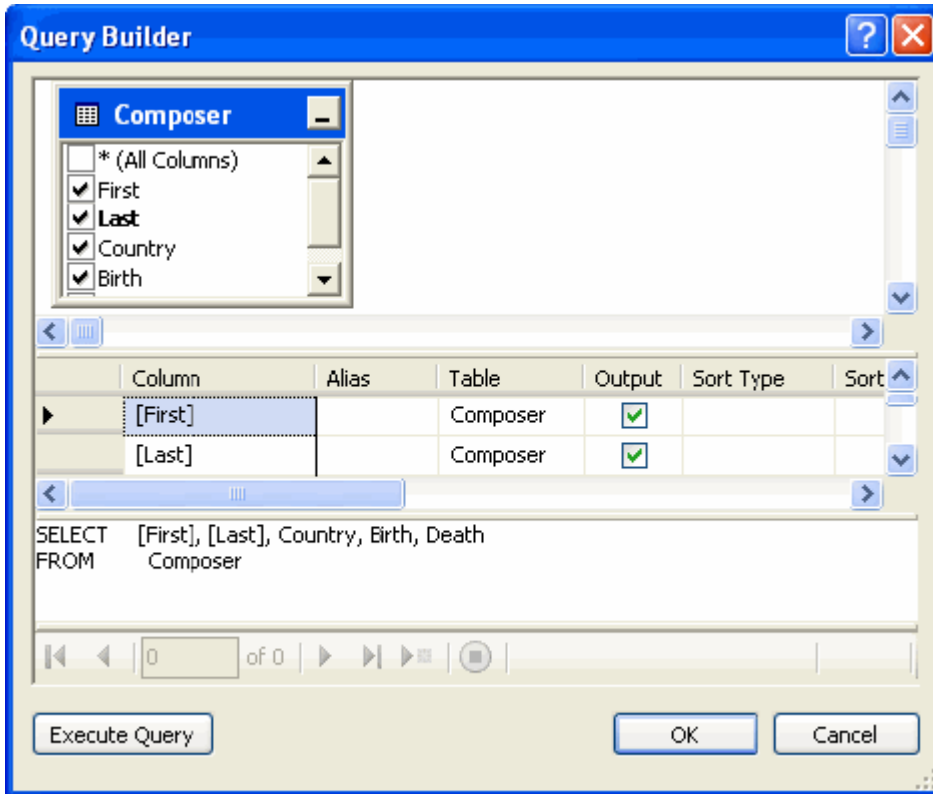 Query Builder
Composer
* (All Columns)
First
Last
Country
Birth
Column Alias Table Output Sort Type Sort
[First] Composer
[Last] Composer
SELECT [First], [Last], Country, Birth, Death
FROM Composer
0 of 0
Execute Query OK Cancel